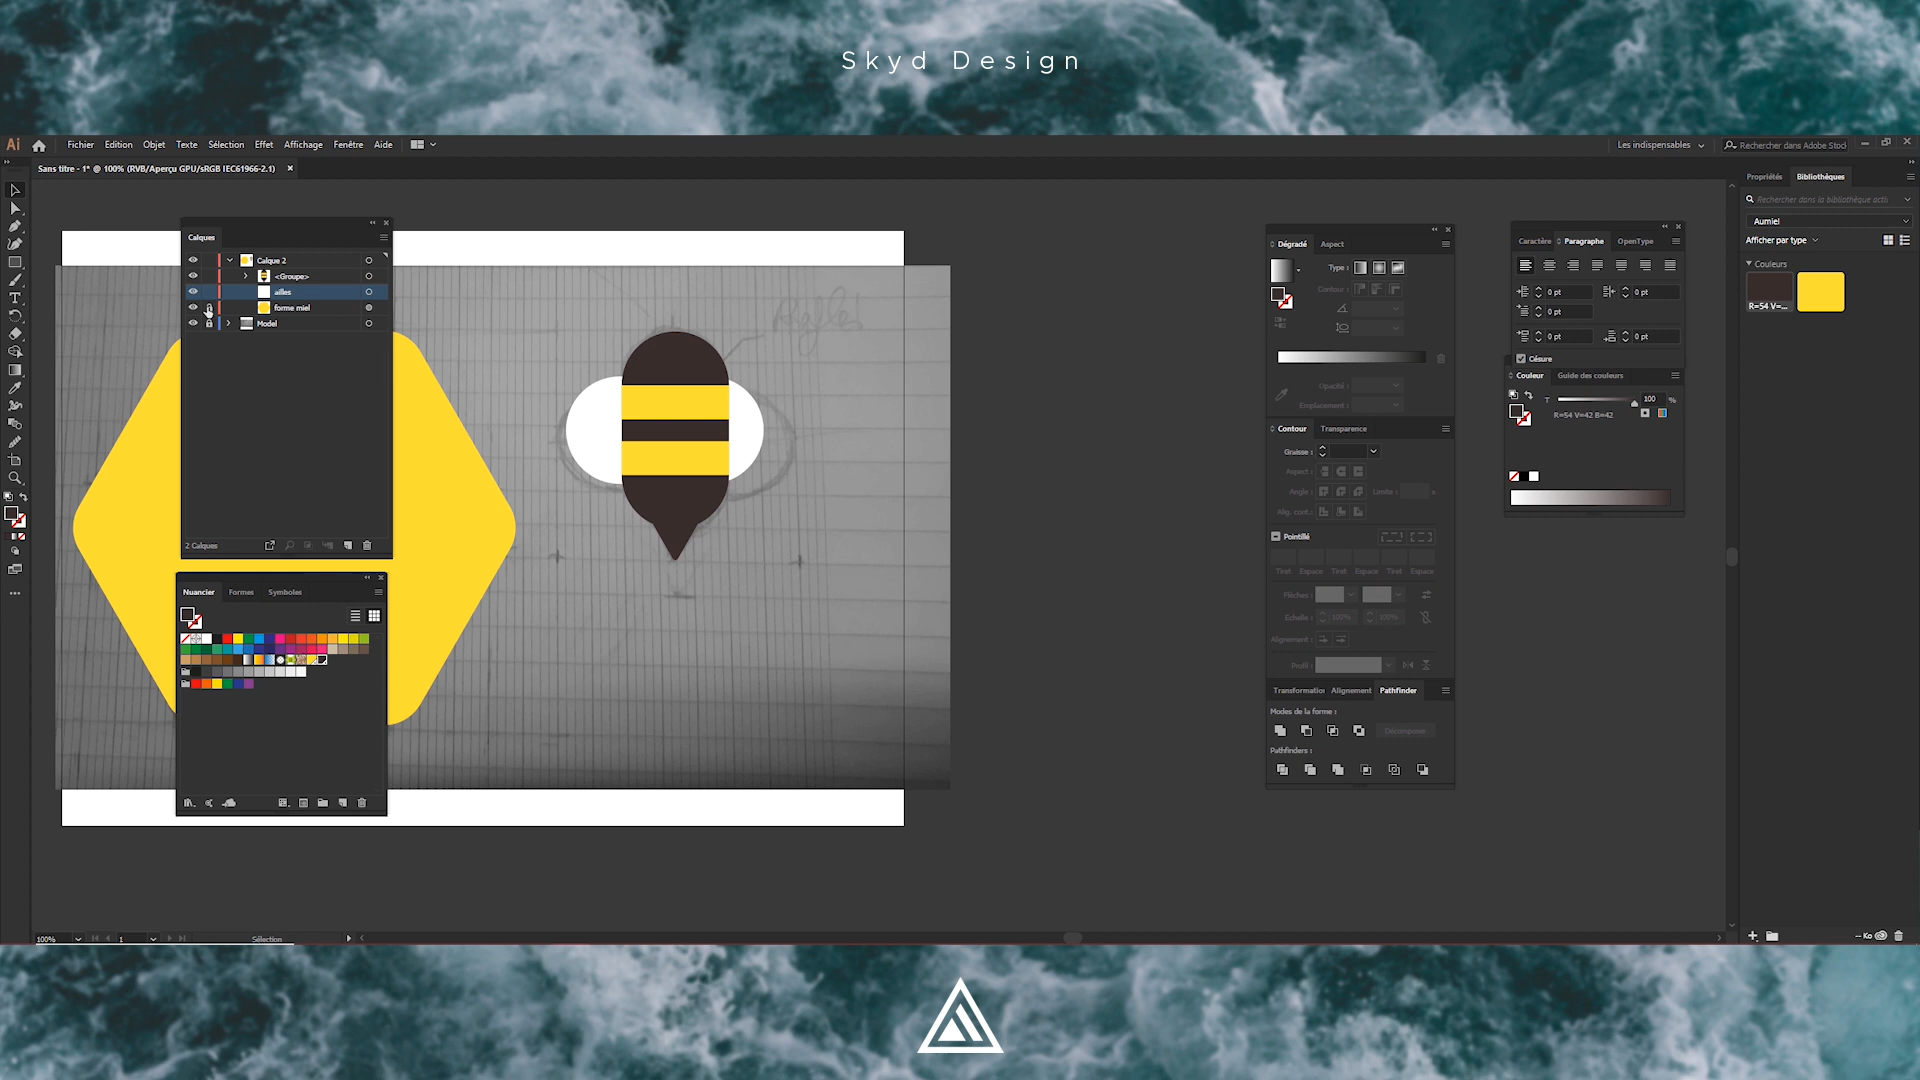 Skyd Design
Ai Fichier Edition Objet Texte Sélection Effet Affichage Fenêtre Aide Les indispensables Rechercher dans Adobe Stock
Sans titre - 1* @ 100% (RVB/Aperçu GPU/sRGB IEC61966-2.1)
Propriétés Bibliothèques
Rechercher dans la bibliothèque actu
Aumiel
Afficher par type
Couleurs
R=54 V=...
Calques
Calque 2
<Groupe>
ailles
forme miel
Model
2 Calques
Nuancier Formes Symboles
Dégradé Aspect
Type :
Contour :
Opacité :
Emplacement :
Contour Transparence
Graisse :
Aspect :
Angle : Limite :
Alig. cont. :
Pointillé
Tiret Espace Tiret Espace Tiret Espace
Flèches :
Echelle : 100% 100%
Alignement :
Profil :
Transformation Alignement Pathfinder
Modes de la forme :
Décomposer
Pathfinders :
Caractère Paragraphe OpenType
0 pt 0 pt
0 pt
0 pt 0 pt
Césure
Couleur Guide des couleurs
T 100 %
R=54 V=42 B=42
100% 1 Sélection
-- Ko